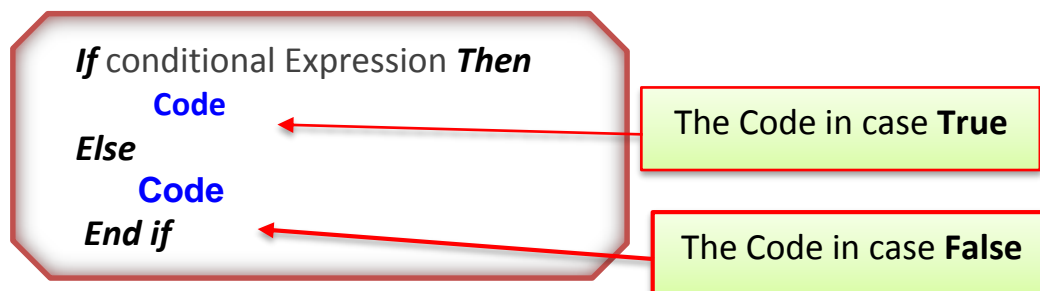 If conditional Expression Then
Code
The Code in case True
Else
Code
End if
The Code in case False